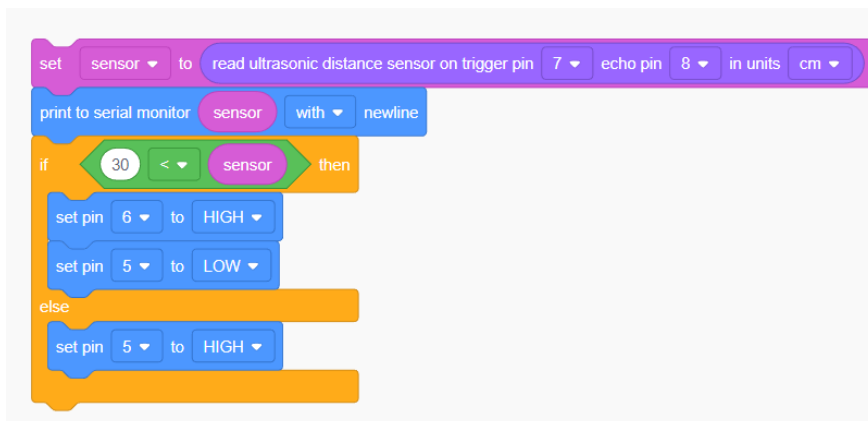 set sensor to read ultrasonic distance sensor on trigger pin 7 echo pin 8 in units cm
print to serial monitor sensor with newline
if 30 < sensor then
set pin 6 to HIGH
set pin 5 to LOW
else
set pin 5 to HIGH